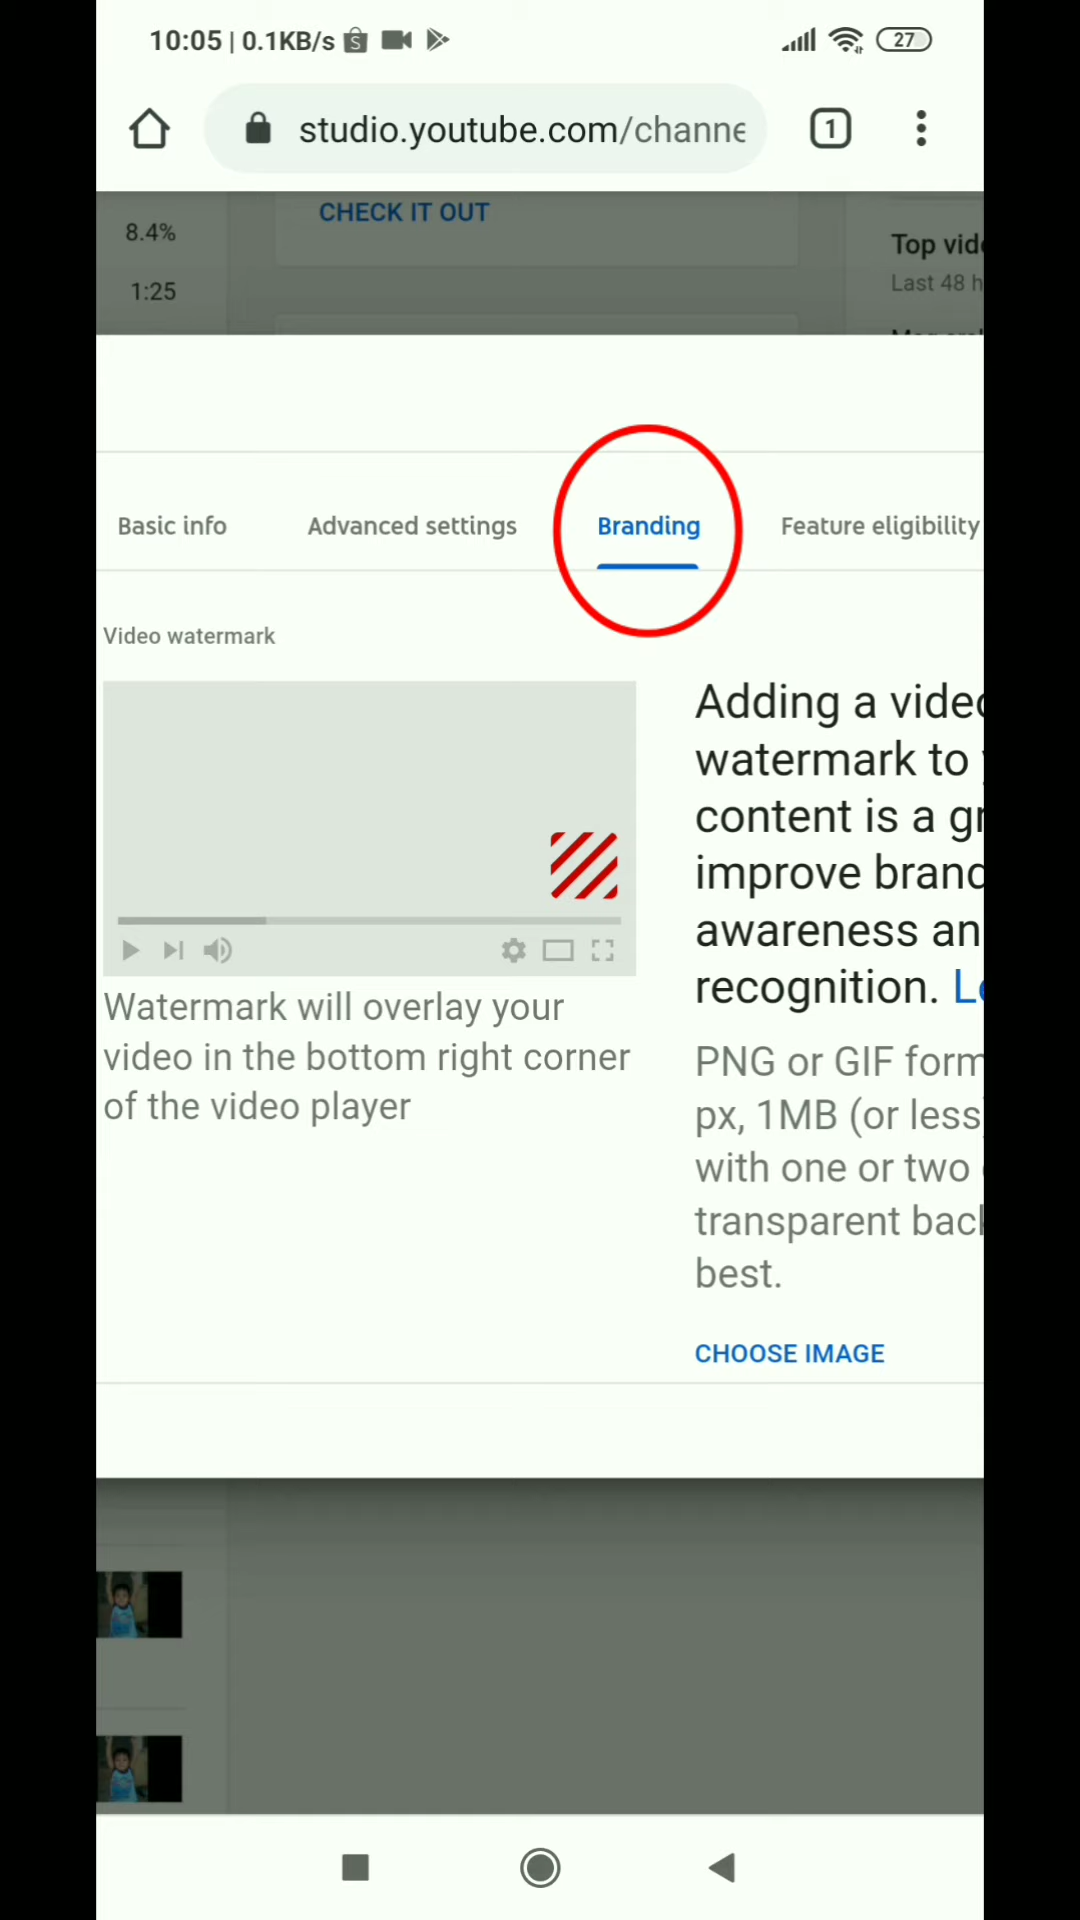 10:05 | 0.1KB/s
27
studio.youtube.com/channe
1
CHECK IT OUT
8.4%
1:25
Top vide
Last 48 h
Basic info
Advanced settings
Branding
Feature eligibility
Video watermark
Adding a video
watermark to
content is a gr
improve brand
awareness an
recognition. Le
Watermark will overlay your
video in the bottom right corner
of the video player
PNG or GIF form
px, 1MB (or less)
with one or two
transparent back
best.
CHOOSE IMAGE